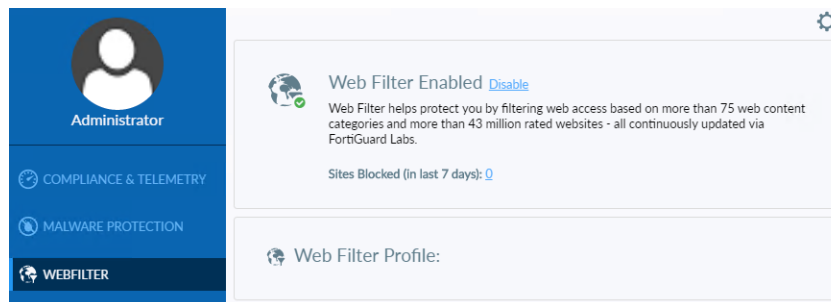 Administrator
COMPLIANCE & TELEMETRY
MALWARE PROTECTION
WEBFILTER
Web Filter Enabled Disable
Web Filter helps protect you by filtering web access based on more than 75 web content
categories and more than 43 million rated websites - all continuously updated via
FortiGuard Labs.
Sites Blocked (in last 7 days): 0
Web Filter Profile: